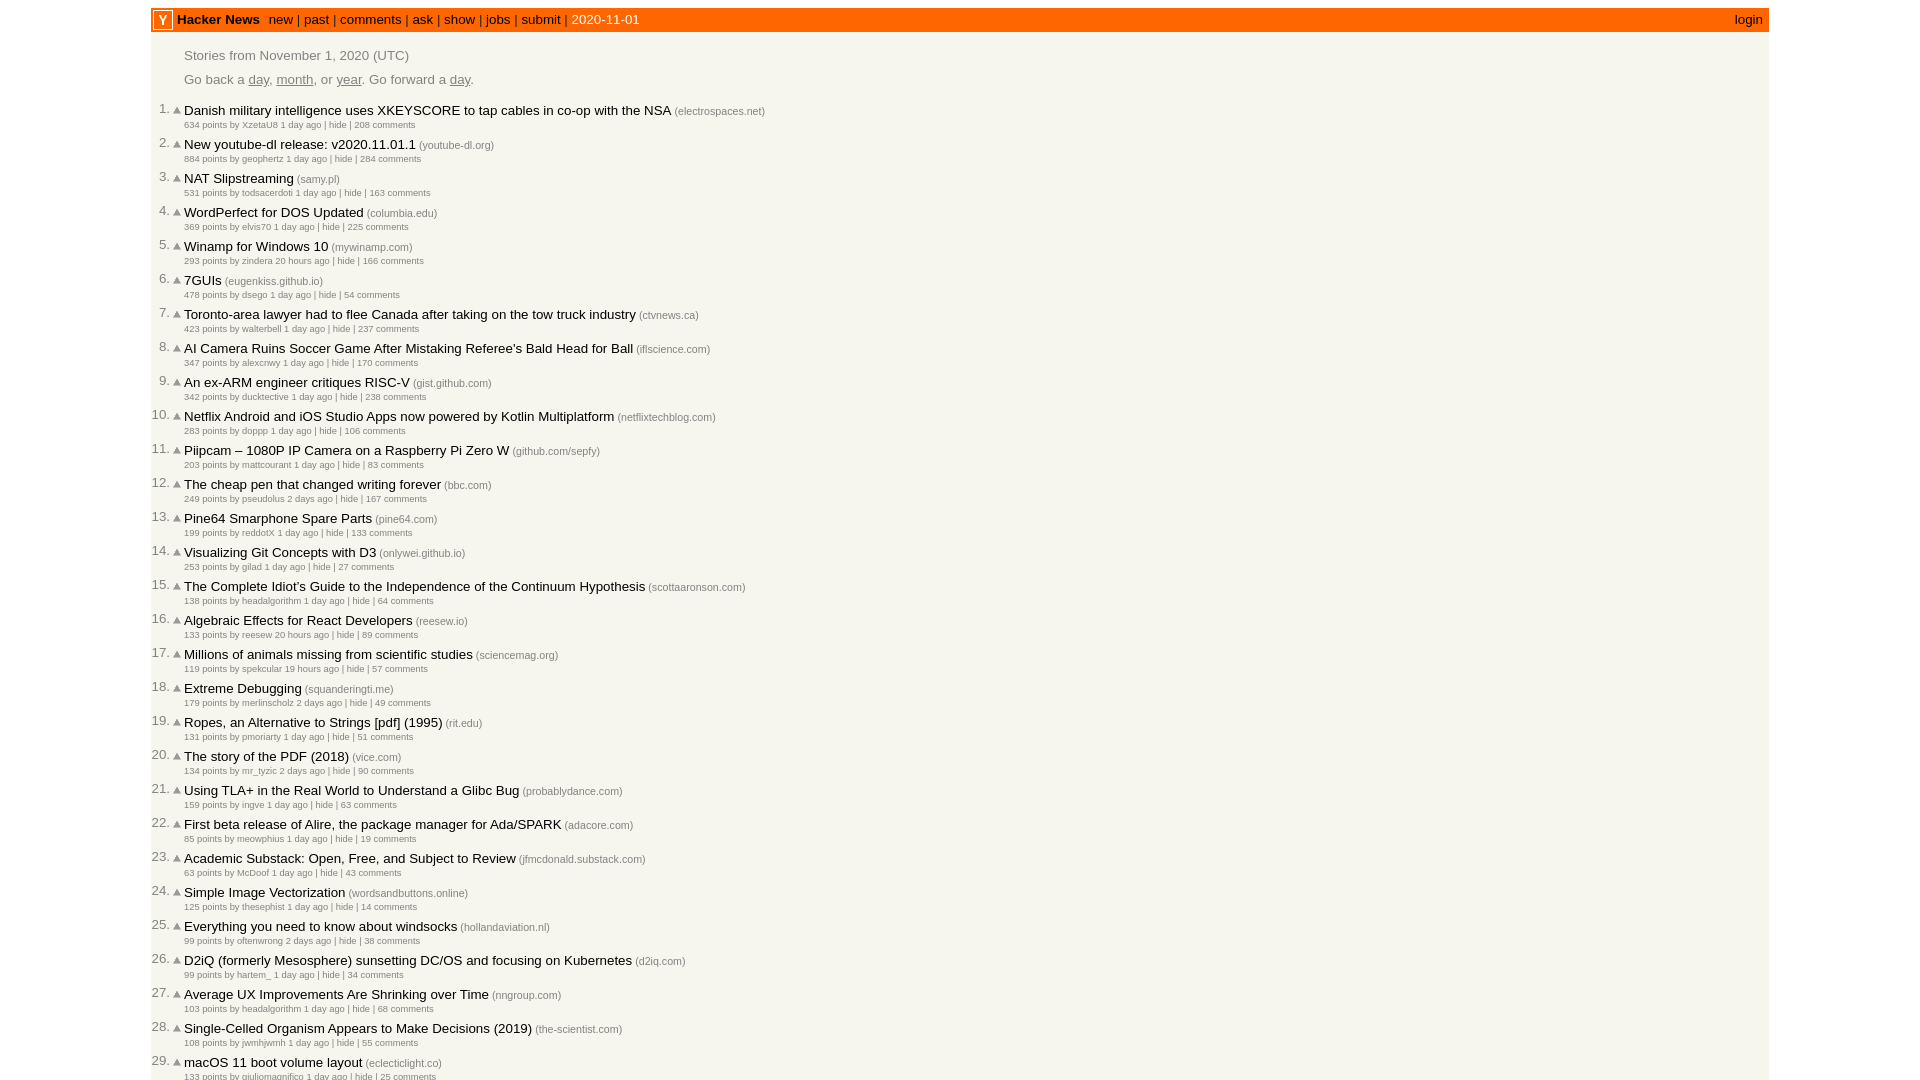 Y Hacker News new | past | comments | ask | show | jobs | submit | 2020-11-01 login
Stories from November 1, 2020 (UTC)
Go back a day, month, or year. Go forward a day.
1. Danish military intelligence uses XKEYSCORE to tap cables in co-op with the NSA (electrospaces.net)
634 points by XzetaU8 1 day ago | hide | 208 comments
2. New youtube-dl release: v2020.11.01.1 (youtube-dl.org)
884 points by geophertz 1 day ago | hide | 284 comments
3. NAT Slipstreaming (samy.pl)
531 points by todsacerdoti 1 day ago | hide | 163 comments
4. WordPerfect for DOS Updated (columbia.edu)
369 points by elvis70 1 day ago | hide | 225 comments
5. Winamp for Windows 10 (mywinamp.com)
293 points by zindera 20 hours ago | hide | 166 comments
6. 7GUIs (eugenkiss.github.io)
478 points by dsego 1 day ago | hide | 54 comments
7. Toronto-area lawyer had to flee Canada after taking on the tow truck industry (ctvnews.ca)
423 points by walterbell 1 day ago | hide | 237 comments
8. AI Camera Ruins Soccer Game After Mistaking Referee's Bald Head for Ball (iflscience.com)
347 points by alexcnwy 1 day ago | hide | 170 comments
9. An ex-ARM engineer critiques RISC-V (gist.github.com)
342 points by ducktective 1 day ago | hide | 238 comments
10. Netflix Android and iOS Studio Apps now powered by Kotlin Multiplatform (netflixtechblog.com)
283 points by doppp 1 day ago | hide | 106 comments
11. Piipcam – 1080P IP Camera on a Raspberry Pi Zero W (github.com/sepfy)
203 points by mattcourant 1 day ago | hide | 83 comments
12. The cheap pen that changed writing forever (bbc.com)
249 points by pseudolus 2 days ago | hide | 167 comments
13. Pine64 Smarphone Spare Parts (pine64.com)
199 points by reddotX 1 day ago | hide | 133 comments
14. Visualizing Git Concepts with D3 (onlywei.github.io)
253 points by gilad 1 day ago | hide | 27 comments
15. The Complete Idiot's Guide to the Independence of the Continuum Hypothesis (scottaaronson.com)
138 points by headalgorithm 1 day ago | hide | 64 comments
16. Algebraic Effects for React Developers (reesew.io)
133 points by reesew 20 hours ago | hide | 89 comments
17. Millions of animals missing from scientific studies (sciencemag.org)
119 points by spekcular 19 hours ago | hide | 57 comments
18. Extreme Debugging (squanderingti.me)
179 points by merlinscholz 2 days ago | hide | 49 comments
19. Ropes, an Alternative to Strings [pdf] (1995) (rit.edu)
131 points by pmoriarty 1 day ago | hide | 51 comments
20. The story of the PDF (2018) (vice.com)
134 points by mr_tyzic 2 days ago | hide | 90 comments
21. Using TLA+ in the Real World to Understand a Glibc Bug (probablydance.com)
159 points by ingve 1 day ago | hide | 63 comments
22. First beta release of Alire, the package manager for Ada/SPARK (adacore.com)
85 points by meowphius 1 day ago | hide | 19 comments
23. Academic Substack: Open, Free, and Subject to Review (jfmcdonald.substack.com)
63 points by McDoof 1 day ago | hide | 43 comments
24. Simple Image Vectorization (wordsandbuttons.online)
125 points by thesephist 1 day ago | hide | 14 comments
25. Everything you need to know about windsocks (hollandaviation.nl)
99 points by oftenwrong 2 days ago | hide | 38 comments
26. D2iQ (formerly Mesosphere) sunsetting DC/OS and focusing on Kubernetes (d2iq.com)
99 points by hartem_ 1 day ago | hide | 34 comments
27. Average UX Improvements Are Shrinking over Time (nngroup.com)
103 points by headalgorithm 1 day ago | hide | 68 comments
28. Single-Celled Organism Appears to Make Decisions (2019) (the-scientist.com)
108 points by jwmhjwmh 1 day ago | hide | 55 comments
29. macOS 11 boot volume layout (eclecticlight.co)
133 points by giuliomagnifico 1 day ago | hide | 25 comments